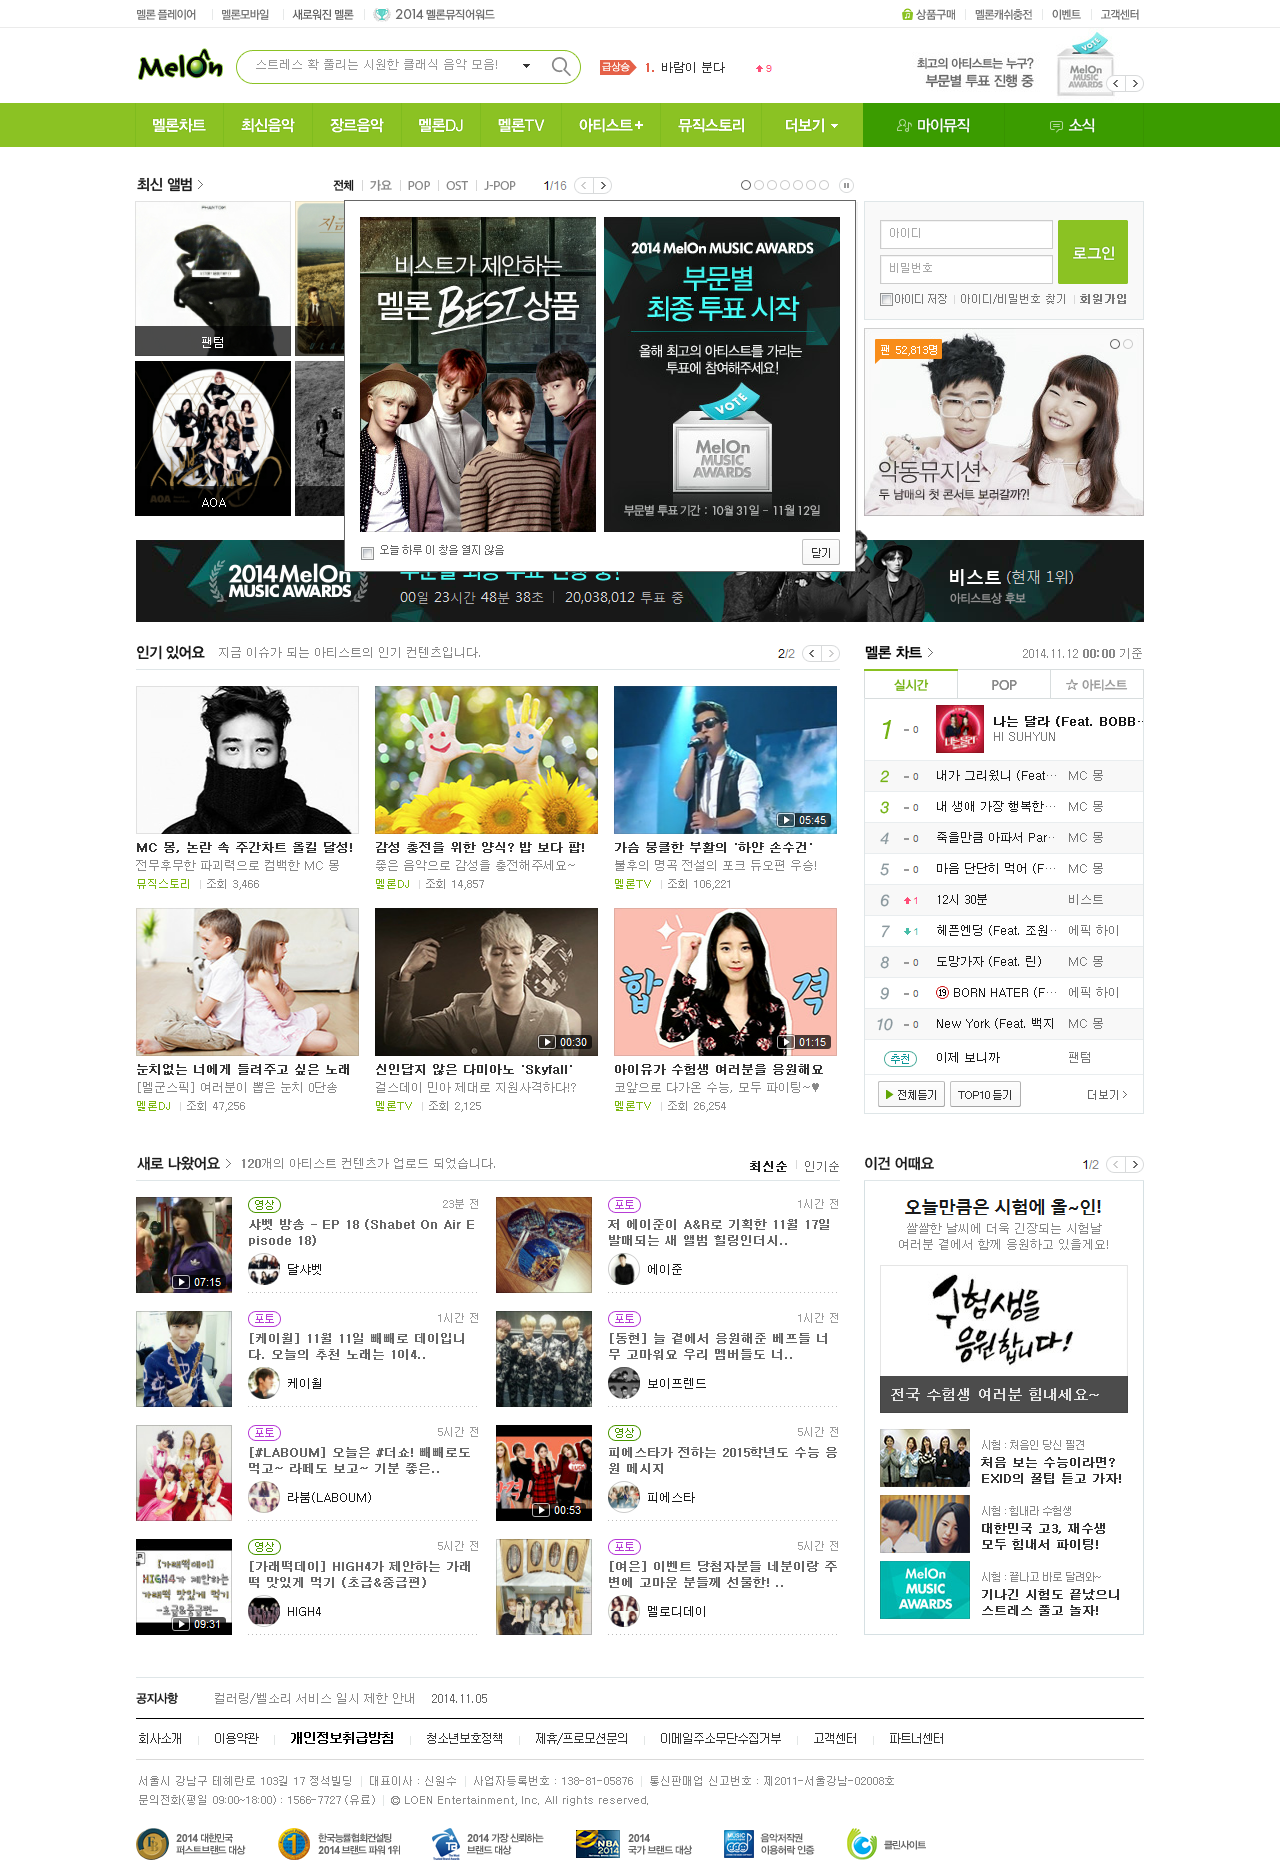 멜론 플레이어 멜론모바일 새로워진 멜론 2014 멜론뮤직어워드 상품구매 멜론캐쉬충전 이벤트 고객센터
MelOn 스트레스 확 풀리는 시원한 클래식 음악 모음! 급상승 1. 바람이 분다 9
최고의 아티스트는 누구?
부문별 투표 진행 중
VOTE
MelOn
MUSIC
AWARDS
멜론차트 최신음악 장르음악 멜론DJ 멜론TV 아티스트+ 뮤직스토리 더보기 마이뮤직 소식
최신 앨범 전체 가요 POP OST J-POP 1/16
PHANTOM
팬텀
AOA
AOA
비스트가 제안하는
멜론 BEST 상품
2014 MelOn MUSIC AWARDS
부문별
최종 투표 시작
올해 최고의 아티스트를 가리는
투표에 참여해주세요!
VOTE
MelOn
MUSIC
AWARDS
부문별 투표 기간 : 10월 31일 - 11월 12일
오늘 하루 이 창을 열지 않음 닫기
아이디
비밀번호
로그인
아이디 저장 아이디/비밀번호 찾기 회원가입
팬 52,813명
악동뮤지션
두 남매의 첫 콘서트 보러갈까?!
2014 MelOn
MUSIC AWARDS
부문별 최종 투표 진행 중!
00일 23시간 48분 38초 20,038,012 투표 중
비스트 (현재 1위)
아티스트상 후보
인기 있어요 지금 이슈가 되는 아티스트의 인기 컨텐츠입니다. 2/2
05:45
MC 몽, 논란 속 주간차트 올킬 달성!
전무후무한 파괴력으로 컴백한 MC 몽
뮤직스토리 조회 3,466
감성 충전을 위한 양식? 밥 보다 팝!
좋은 음악으로 감성을 충전해주세요~
멜론DJ 조회 14,857
가슴 뭉클한 부활의 '하얀 손수건'
불후의 명곡 전설의 포크 듀오편 우승!
멜론TV 조회 106,221
00:30
합격
01:15
눈치없는 너에게 들려주고 싶은 노래
[멜군스픽] 여러분이 뽑은 눈치 0단송
멜론DJ 조회 47,256
신인답지 않은 다미아노 'Skyfall'
걸스데이 민아 제대로 지원사격하다!?
멜론TV 조회 2,125
아이유가 수험생 여러분을 응원해요
코앞으로 다가온 수능, 모두 파이팅~♥
멜론TV 조회 26,254
멜론 차트 2014.11.12 00:00 기준
실시간 POP ☆ 아티스트
1 - 0 나는 달라 (Feat. BOBB··
HI SUHYUN
2 - 0 내가 그리웠니 (Feat··· MC 몽
3 - 0 내 생애 가장 행복한··· MC 몽
4 - 0 죽을만큼 아파서 Par·· MC 몽
5 - 0 마음 단단히 먹어 (F··· MC 몽
6 1 12시 30분 비스트
7 1 헤픈엔딩 (Feat. 조원·· 에픽 하이
8 - 0 도망가자 (Feat. 린) MC 몽
9 - 0 19 BORN HATER (F··· 에픽 하이
10 - 0 New York (Feat. 백지 MC 몽
추천 이제 보니까 팬텀
전체듣기 TOP10 듣기 더보기
새로 나왔어요 120개의 아티스트 컨텐츠가 업로드 되었습니다. 최신순 인기순
07:15
영상 23분 전
샤벳 방송 - EP 18 (Shabet On Air E
pisode 18)
달샤벳
포토 1시간 전
저 에이준이 A&R로 기획한 11월 17일
발매되는 새 앨범 힐링인더시..
에이준
포토 1시간 전
[케이윌] 11월 11일 빼빼로 데이입니
다. 오늘의 추천 노래는 1이4..
케이윌
포토 1시간 전
[동현] 늘 곁에서 응원해준 베프들 너
무 고마워요 우리 멤버들도 너..
보이프렌드
포토 5시간 전
[#LABOUM] 오늘은 #더쇼! 빼빼로도
먹고~ 라떼도 보고~ 기분 좋은..
라붐(LABOUM)
00:53
영상 5시간 전
피에스타가 전하는 2015학년도 수능 응
원 메시지
피에스타
[가래떡데이]
HIGH4가 제안하는
가래떡 맛있게 먹기
-초급&중급편-
09:31
영상 5시간 전
[가래떡데이] HIGH4가 제안하는 가래
떡 맛있게 먹기 (초급&중급편)
HIGH4
포토 5시간 전
[여은] 이벤트 당첨자분들 네분이랑 주
변에 고마운 분들께 선물한! ..
멜로디데이
이건 어때요 1/2
오늘만큼은 시험에 올~인!
쌀쌀한 날씨에 더욱 긴장되는 시험날
여러분 곁에서 함께 응원하고 있을게요!
수험생을
응원합니다!
전국 수험생 여러분 힘내세요~
시험 : 처음인 당신 필견
처음 보는 수능이라면?
EXID의 꿀팁 듣고 가자!
시험 : 힘내라 수험생
대한민국 고3, 재수생
모두 힘내서 파이팅!
MelOn
MUSIC
AWARDS
시험 : 끝나고 바로 달려와~
기나긴 시험도 끝났으니
스트레스 풀고 놀자!
공지사항 컬러링/벨소리 서비스 일시 제한 안내 2014.11.05
회사소개 이용약관 개인정보취급방침 청소년보호정책 제휴/프로모션문의 이메일주소무단수집거부 고객센터 파트너센터
서울시 강남구 테헤란로 103길 17 정석빌딩 대표이사 : 신원수 사업자등록번호 : 138-81-05876 통신판매업 신고번호 : 제2011-서울강남-02008호
문의전화(평일 09:00~18:00) : 1566-7727 (유료) © LOEN Entertainment, Inc. All rights reserved.
2014 대한민국
퍼스트브랜드 대상
한국능률협회컨설팅
2014 브랜드 파워 1위
2014 가장 신뢰하는
브랜드 대상
NBA
2014
2014
국가 브랜드 대상
음악저작권
이용허락 인증
클린사이트